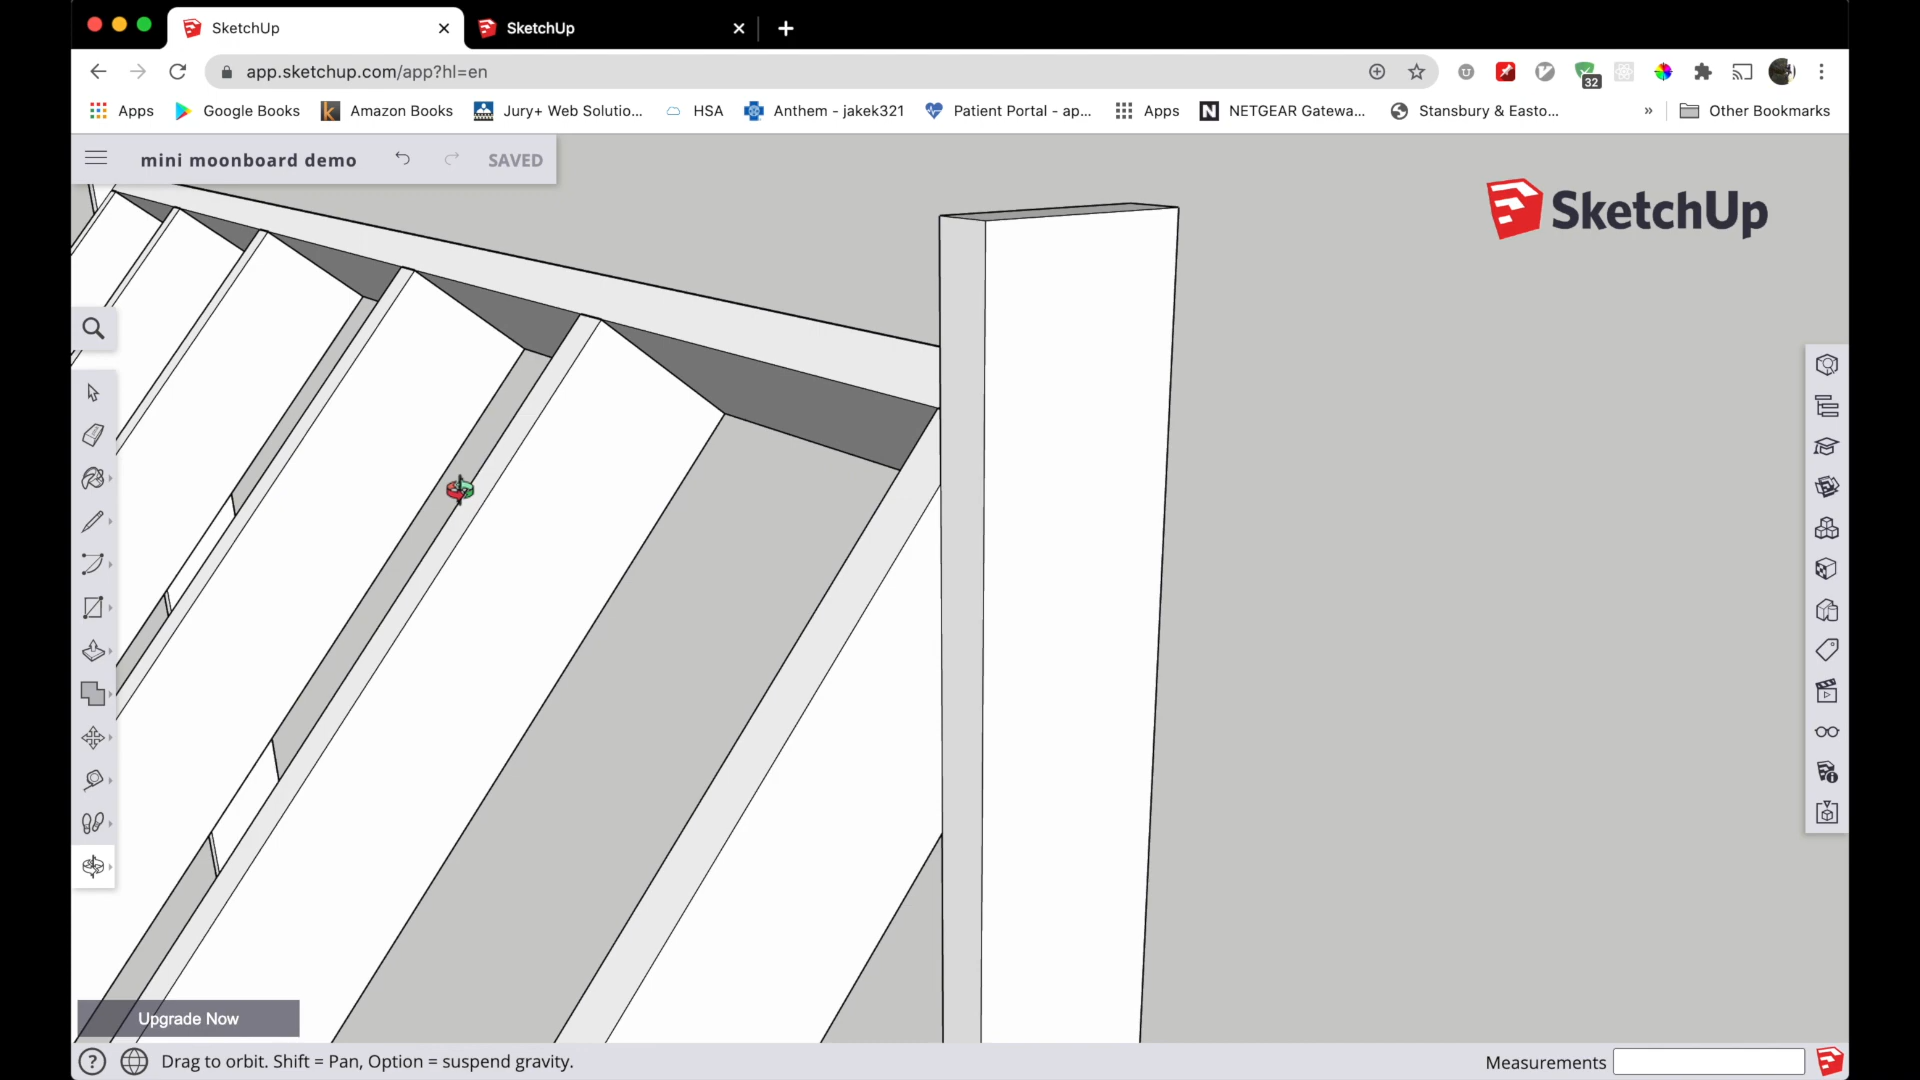 SketchUp
SketchUp
app.sketchup.com/app?hl=en
32
Apps
Google Books
Amazon Books
Jury+ Web Solutio...
HSA
Anthem - jakek321
Patient Portal - ap...
Apps
NETGEAR Gatewa...
Stansbury & Easto...
»
Other Bookmarks
mini moonboard demo
SAVED
SketchUp
Upgrade Now
Drag to orbit. Shift = Pan, Option = suspend gravity.
Measurements